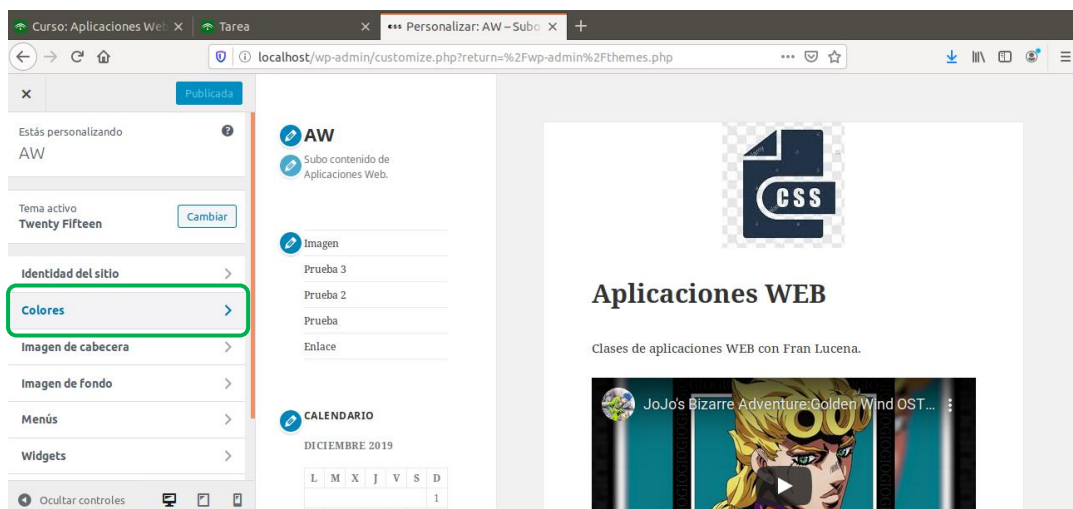 Curso: Aplicaciones Web
Tarea
css Personalizar: AW – Subo
localhost/wp-admin/customize.php?return=%2Fwp-admin%2Fthemes.php
Publicada
Estás personalizando
AW
Tema activo
Twenty Fifteen
Cambiar
Identidad del sitio
Colores
Imagen de cabecera
Imagen de fondo
Menús
Widgets
Ocultar controles
AW
Subo contenido de
Aplicaciones Web.
Imagen
Prueba 3
Prueba 2
Prueba
Enlace
CALENDARIO
DICIEMBRE 2019
L M X J V S D
1
CSS
Aplicaciones WEB
Clases de aplicaciones WEB con Fran Lucena.
JoJo's Bizarre Adventure:Golden Wind OST...